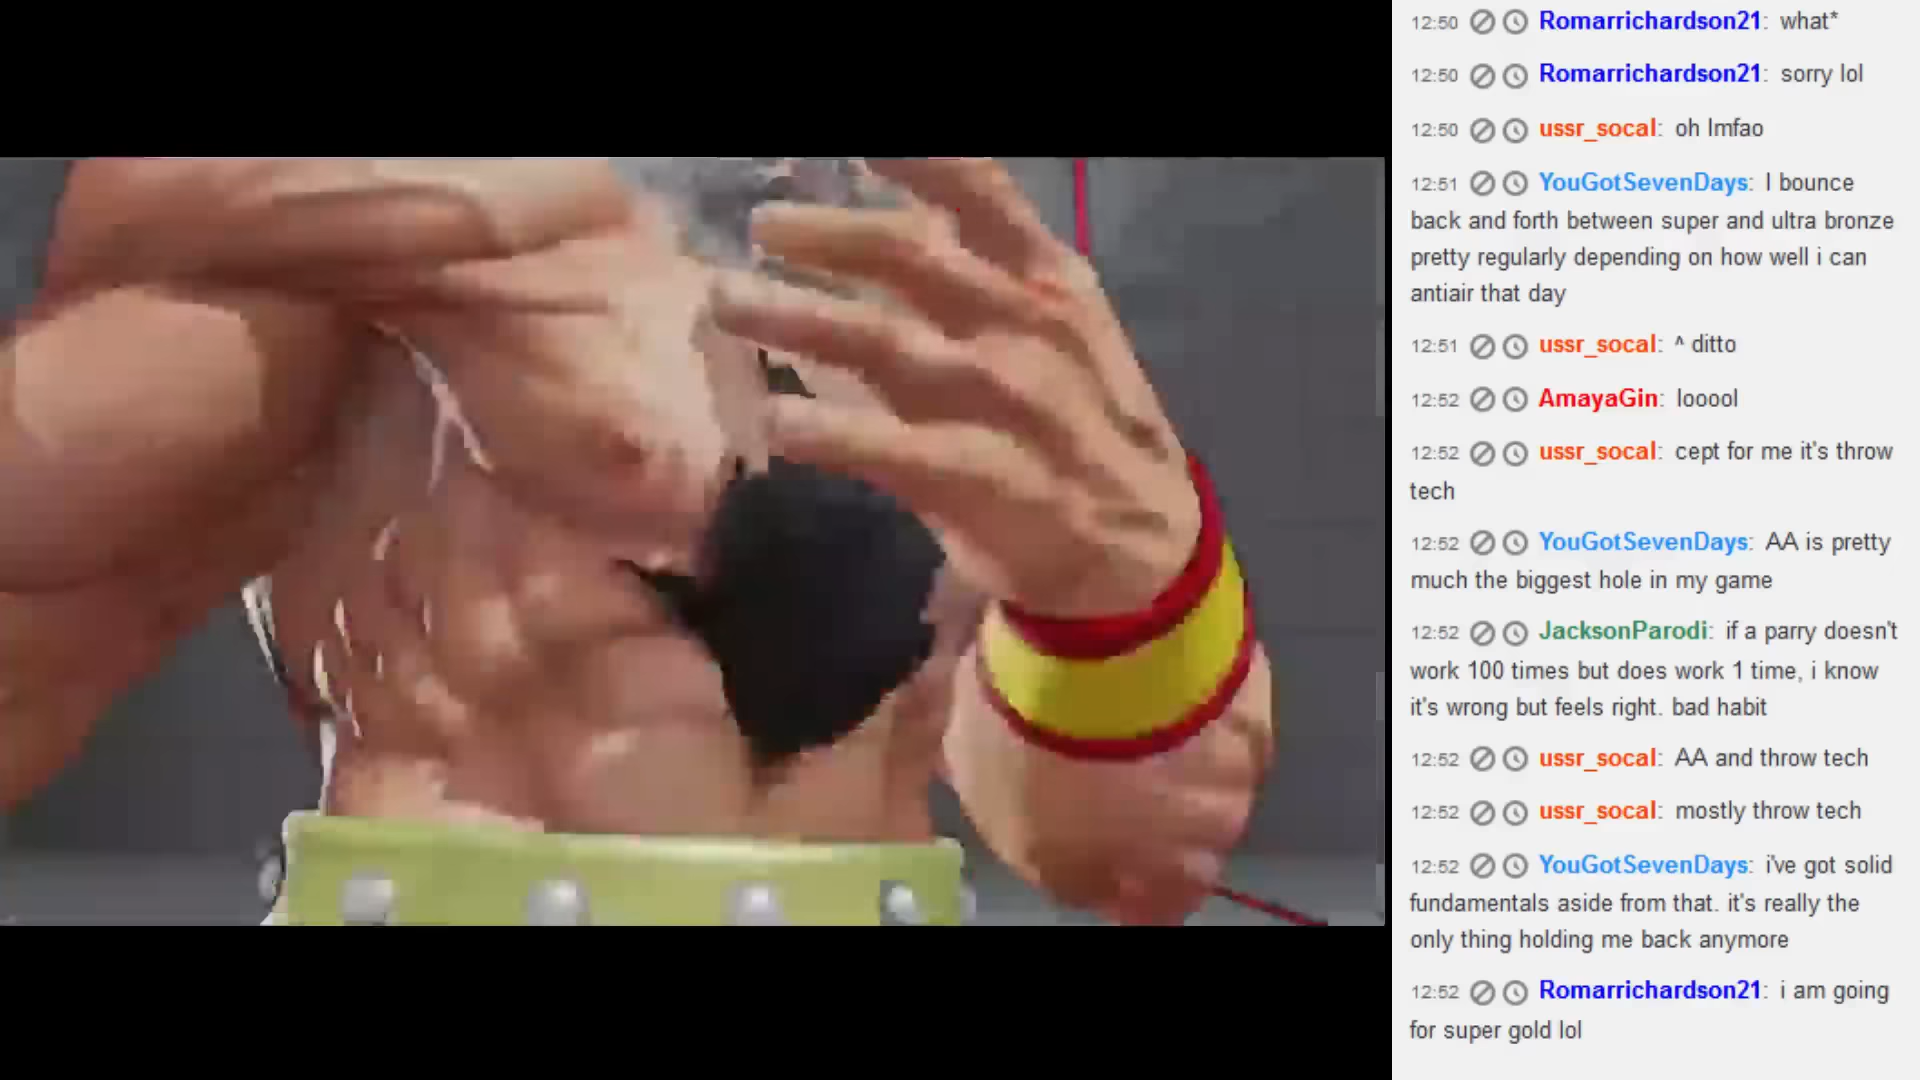 12:50 Romarrichardson21: what*
12:50 Romarrichardson21: sorry lol
12:50 ussr_socal: oh lmfao
12:51 YouGotSevenDays: I bounce
back and forth between super and ultra bronze
pretty regularly depending on how well i can
antiair that day
12:51 ussr_socal: ^ ditto
12:52 AmayaGin: looool
12:52 ussr_socal: cept for me it's throw
tech
12:52 YouGotSevenDays: AA is pretty
much the biggest hole in my game
12:52 JacksonParodi: if a parry doesn't
work 100 times but does work 1 time, i know
it's wrong but feels right. bad habit
12:52 ussr_socal: AA and throw tech
12:52 ussr_socal: mostly throw tech
12:52 YouGotSevenDays: i've got solid
fundamentals aside from that. it's really the
only thing holding me back anymore
12:52 Romarrichardson21: i am going
for super gold lol